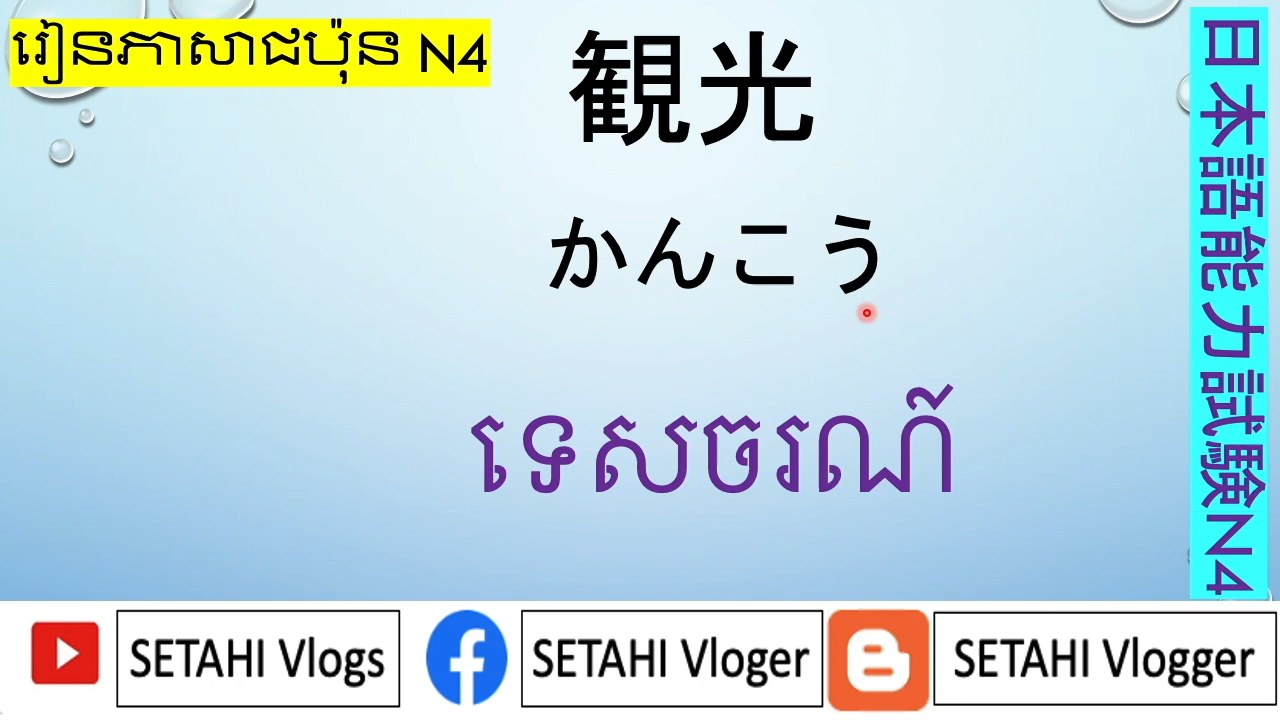 រៀនភាសាជប៉ុន N4
観光
かんこう
ទេសចរណ៍
日本語能力試験N4
SETAHI Vlogs
SETAHI Vloger
SETAHI Vlogger